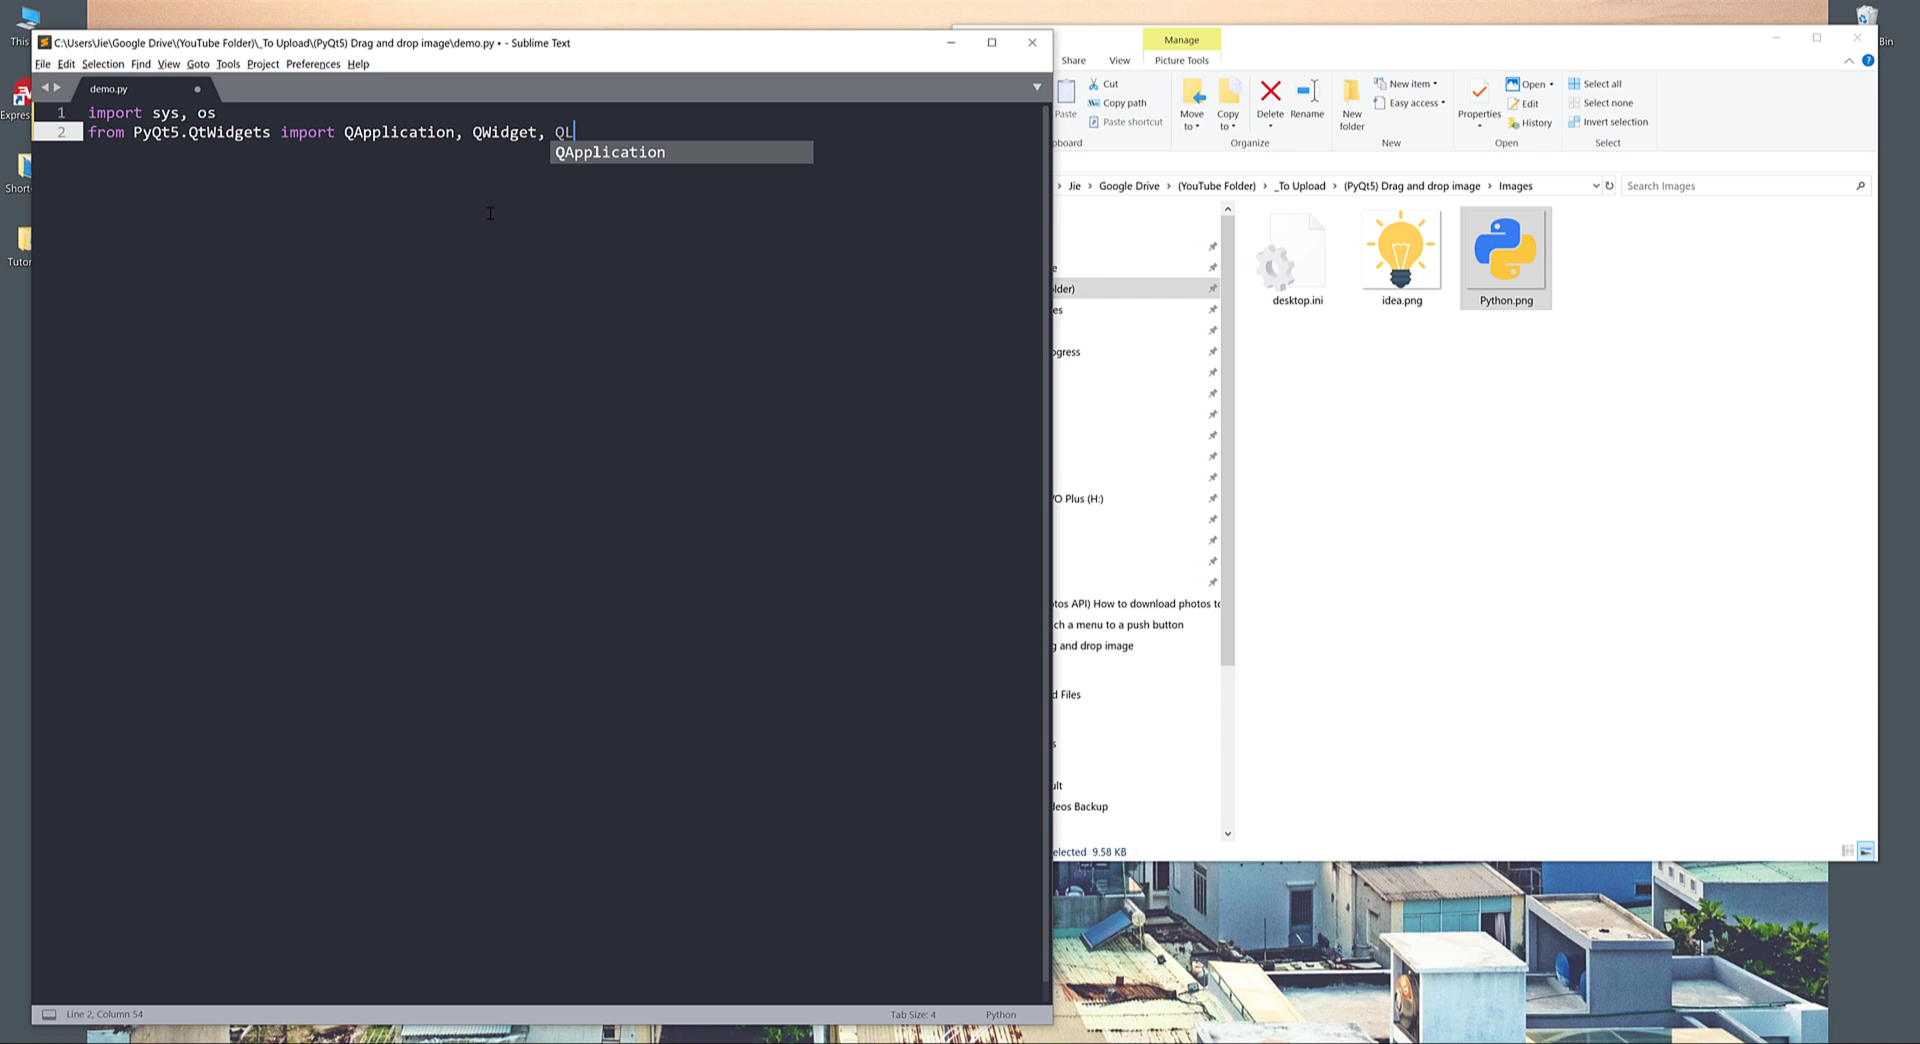 This
Expres
Short
Tutor
C:\Users\Jie\Google Drive\(YouTube Folder)\_To Upload\(PyQt5) Drag and drop image\demo.py • - Sublime Text
File Edit Selection Find View Goto Tools Project Preferences Help
demo.py
1 import sys, os
2 from PyQt5.QtWidgets import QApplication, QWidget, QL
QApplication
Line 2, Column 54
Tab Size: 4
Python
Manage
Share View Picture Tools
Paste
Cut
Copy path
Paste shortcut
pboard
Move to
Copy to
Delete
Rename
Organize
New folder
New item
Easy access
New
Properties
Open
Edit
History
Open
Select all
Select none
Invert selection
Select
Jie › Google Drive › (YouTube Folder) › _To Upload › (PyQt5) Drag and drop image › Images
Search Images
e
lder)
es
ogress
O Plus (H:)
tos API) How to download photos to
ch a menu to a push button
g and drop image
d Files
s
ult
deos Backup
desktop.ini
idea.png
Python.png
elected 9.58 KB
Bin